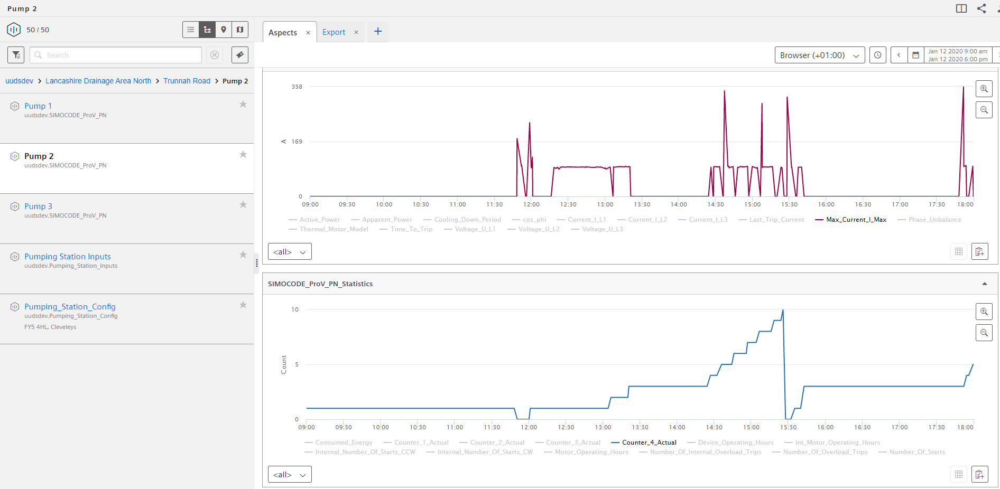 Pump 2
50 / 50
Search
uudsdev > Lancashire Drainage Area North > Trunnah Road > Pump 2
Pump 1
uudsdev.SIMOCODE_ProV_PN
Pump 2
uudsdev.SIMOCODE_ProV_PN
Pump 3
uudsdev.SIMOCODE_ProV_PN
Pumping Station Inputs
uudsdev.Pumping_Station_Inputs
Pumping_Station_Config
uudsdev.Pumping_Station_Config
FY5 4HL, Cleveleys
Aspects × Export × +
Browser (+01:00)
Jan 12 2020 9:00 am
Jan 12 2020 6:00 pm
338
A 169
0
09:00 09:30 10:00 10:30 11:00 11:30 12:00 12:30 13:00 13:30 14:00 14:30 15:00 15:30 16:00 16:30 17:00 17:30 18:00
Active_Power Apparent_Power Cooling_Down_Period cos_phi Current_I_L1 Current_I_L2 Current_I_L3 Last_Trip_Current Max_Current_I_Max Phase_Unbalance
Thermal_Motor_Model Time_To_Trip Voltage_U_L1 Voltage_U_L2 Voltage_U_L3
<all>
SIMOCODE_ProV_PN_Statistics
10
Count 5
0
09:00 09:30 10:00 10:30 11:00 11:30 12:00 12:30 13:00 13:30 14:00 14:30 15:00 15:30 16:00 16:30 17:00 17:30 18:00
Consumed_Energy Counter_1_Actual Counter_2_Actual Counter_3_Actual Counter_4_Actual Device_Operating_Hours Int_Motor_Operating_Hours
Internal_Number_Of_Starts_CCW Internal_Number_Of_Starts_CW Motor_Operating_Hours Number_Of_Internal_Overload_Trips Number_Of_Overload_Trips Number_Of_Starts
<all>